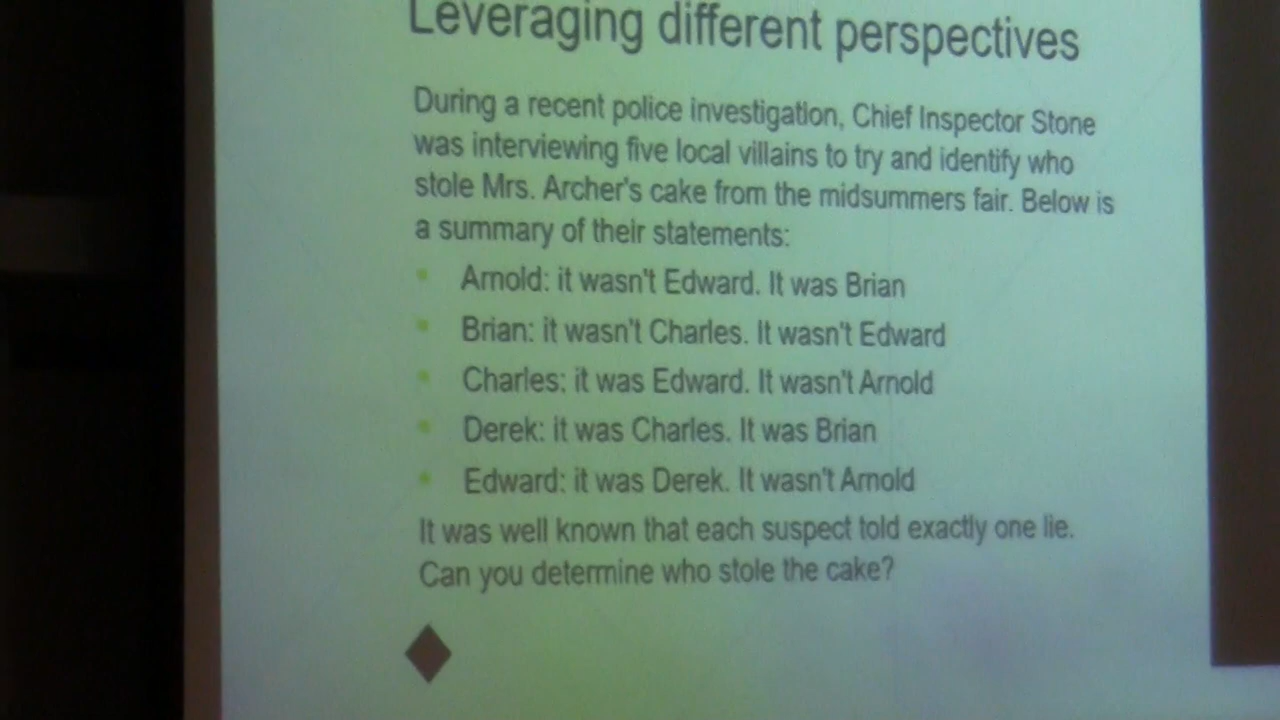 Leveraging different perspectives
During a recent police investigation, Chief Inspector Stone
was interviewing five local villains to try and identify who
stole Mrs. Archer's cake from the midsummers fair. Below is
a summary of their statements:
Arnold: it wasn't Edward. It was Brian
Brian: it wasn't Charles. It wasn't Edward
Charles: it was Edward. It wasn't Arnold
Derek: it was Charles. It was Brian
Edward: it was Derek. It wasn't Arnold
It was well known that each suspect told exactly one lie.
Can you determine who stole the cake?